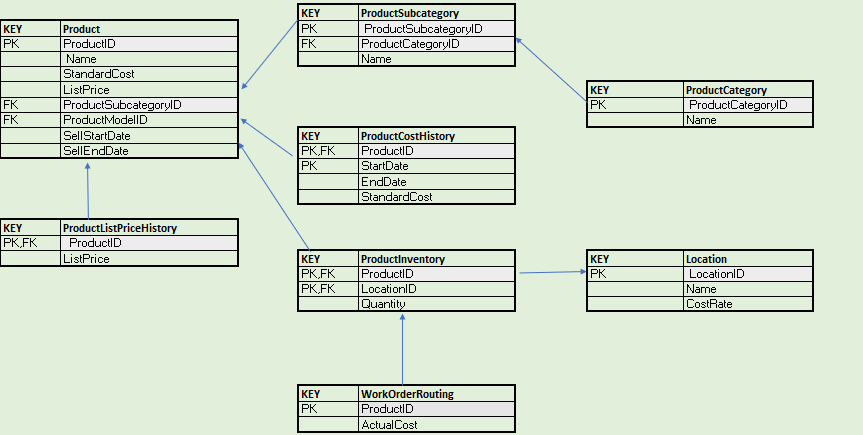 KEY Product
PK ProductID
Name
StandardCost
ListPrice
FK ProductSubcategoryID
FK ProductModelID
SellStartDate
SellEndDate
KEY ProductSubcategory
PK ProductSubcategoryID
FK ProductCategoryID
Name
KEY ProductCategory
PK ProductCategoryID
Name
KEY ProductCostHistory
PK,FK ProductID
PK StartDate
EndDate
StandardCost
KEY ProductListPriceHistory
PK,FK ProductID
ListPrice
KEY ProductInventory
PK,FK ProductID
PK,FK LocationID
Quantity
KEY Location
PK LocationID
Name
CostRate
KEY WorkOrderRouting
PK ProductID
ActualCost